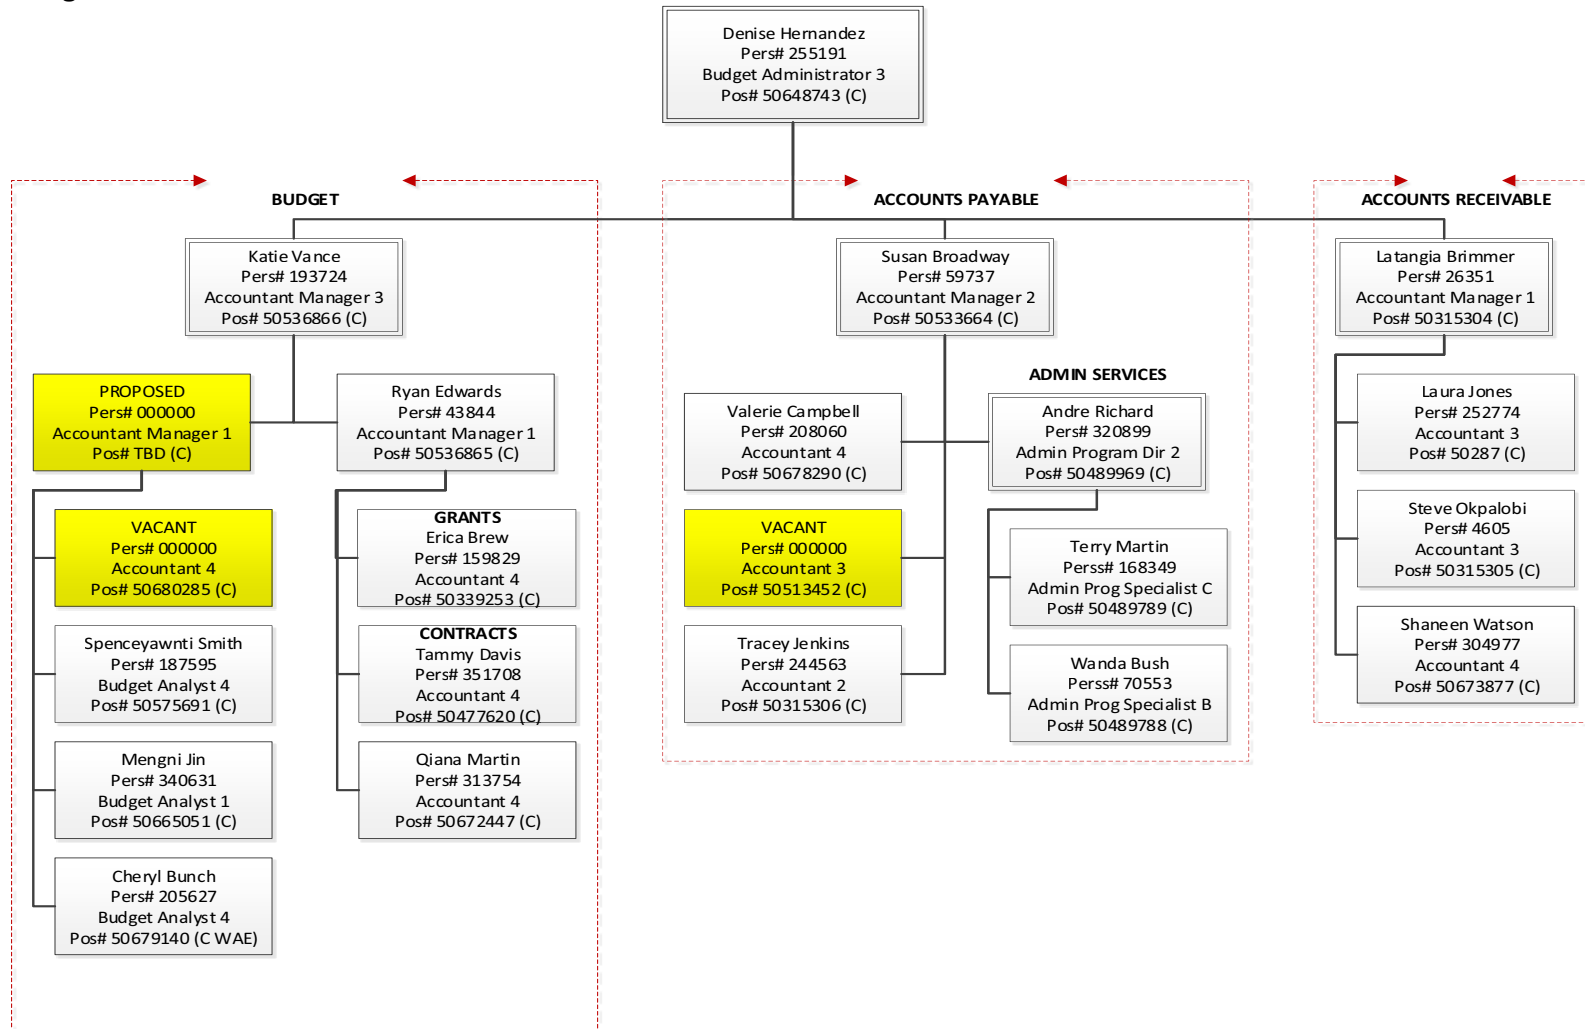 Denise Hernandez
Pers# 255191
Budget Administrator 3
Pos# 50648743 (C)
BUDGET
Katie Vance
Pers# 193724
Accountant Manager 3
Pos# 50536866 (C)
PROPOSED
Pers# 000000
Accountant Manager 1
Pos# TBD (C)
VACANT
Pers# 000000
Accountant 4
Pos# 50680285 (C)
Spenceyawnti Smith
Pers# 187595
Budget Analyst 4
Pos# 50575691 (C)
Mengni Jin
Pers# 340631
Budget Analyst 1
Pos# 50665051 (C)
Cheryl Bunch
Pers# 205627
Budget Analyst 4
Pos# 50679140 (C WAE)
Ryan Edwards
Pers# 43844
Accountant Manager 1
Pos# 50536865 (C)
GRANTS
Erica Brew
Pers# 159829
Accountant 4
Pos# 50339253 (C)
CONTRACTS
Tammy Davis
Pers# 351708
Accountant 4
Pos# 50477620 (C)
Qiana Martin
Pers# 313754
Accountant 4
Pos# 50672447 (C)
ACCOUNTS PAYABLE
Susan Broadway
Pers# 59737
Accountant Manager 2
Pos# 50533664 (C)
Valerie Campbell
Pers# 208060
Accountant 4
Pos# 50678290 (C)
VACANT
Pers# 000000
Accountant 3
Pos# 50513452 (C)
Tracey Jenkins
Pers# 244563
Accountant 2
Pos# 50315306 (C)
ADMIN SERVICES
Andre Richard
Pers# 320899
Admin Program Dir 2
Pos# 50489969 (C)
Terry Martin
Perss# 168349
Admin Prog Specialist C
Pos# 50489789 (C)
Wanda Bush
Perss# 70553
Admin Prog Specialist B
Pos# 50489788 (C)
ACCOUNTS RECEIVABLE
Latangia Brimmer
Pers# 26351
Accountant Manager 1
Pos# 50315304 (C)
Laura Jones
Pers# 252774
Accountant 3
Pos# 50287 (C)
Steve Okpalobi
Pers# 4605
Accountant 3
Pos# 50315305 (C)
Shaneen Watson
Pers# 304977
Accountant 4
Pos# 50673877 (C)